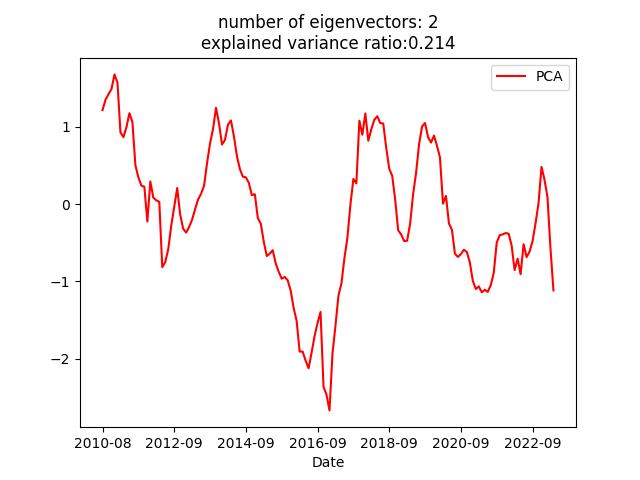 number of eigenvectors: 2
explained variance ratio:0.214
PCA
1
0
−1
−2
2010-08 2012-09 2014-09 2016-09 2018-09 2020-09 2022-09
Date